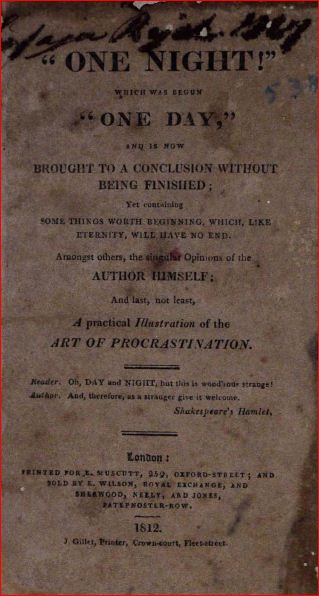 “ONE NIGHT!”
WHICH WAS BEGUN
“ONE DAY,”
AND IS NOW
BROUGHT TO A CONCLUSION WITHOUT
BEING FINISHED;
Yet containing
SOME THINGS WORTH BEGINNING, WHICH, LIKE
ETERNITY, WILL HAVE NO END.
Amongst others, the singular Opinions of the
AUTHOR HIMSELF;
And last, not least,
A practical Illustration of the
ART OF PROCRASTINATION.
Reader. Oh, DAY and NIGHT, but this is wond'rous strange!
Author. And, therefore, as a stranger give it welcome.
Shakespeare's Hamlet.
London:
PRINTED FOR E. MUSCUTT, 259, OXFORD-STREET; AND
SOLD BY E. WILSON, ROYAL EXCHANGE, AND
SHERWOOD, NEELY, AND JONES,
PATERNOSTER-ROW.
1812.
J. Gillet, Printer, Crown-court, Fleet-street.